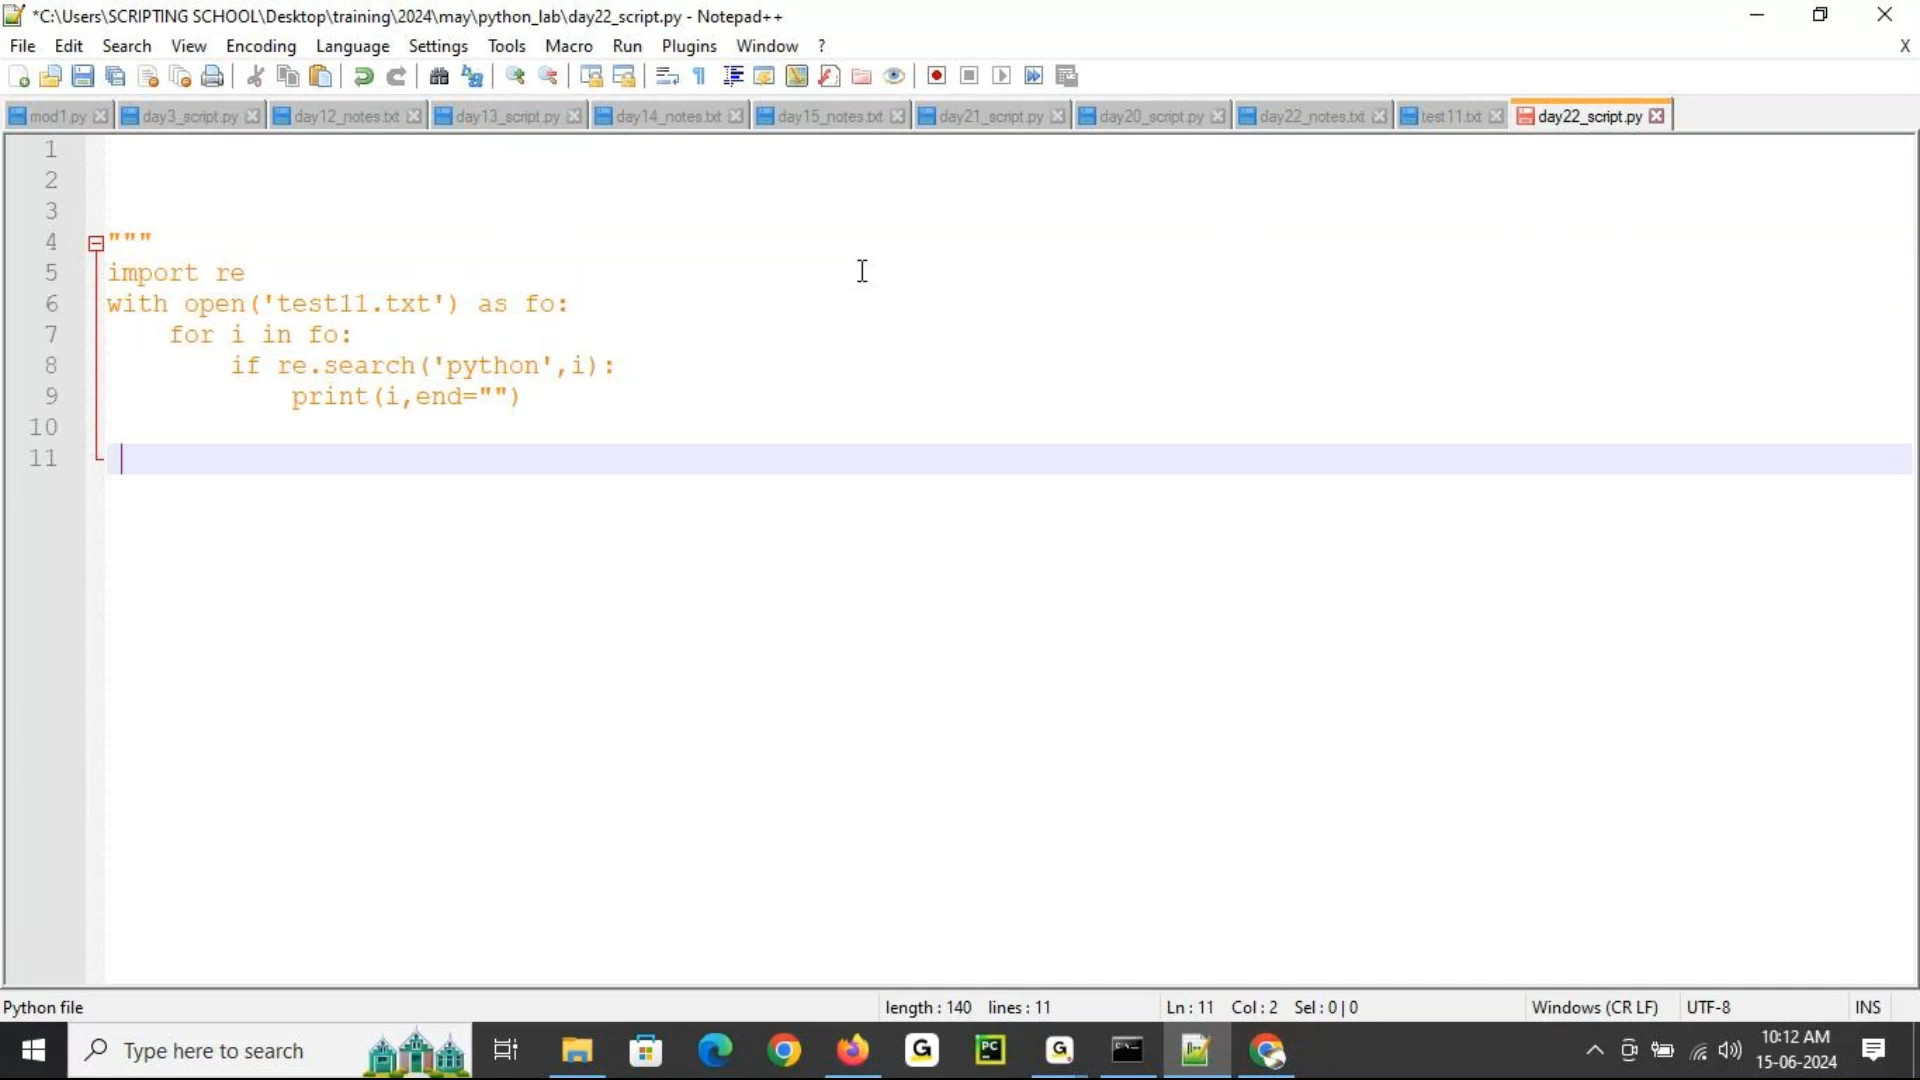 *C:\Users\SCRIPTING SCHOOL\Desktop\training\2024\may\python_lab\day22_script.py - Notepad++
File Edit Search View Encoding Language Settings Tools Macro Run Plugins Window ? X
mod1.py day3_script.py day12_notes.txt day13_script.py day14_notes.txt day15_notes.txt day21_script.py day20_script.py day22_notes.txt test11.txt day22_script.py
1
2
3
4 """
5 import re
6 with open('test11.txt') as fo:
7     for i in fo:
8         if re.search('python',i):
9             print(i,end="")
10
11
Python file length : 140 lines : 11 Ln : 11 Col : 2 Sel : 0 | 0 Windows (CR LF) UTF-8 INS
Type here to search
10:12 AM
15-06-2024